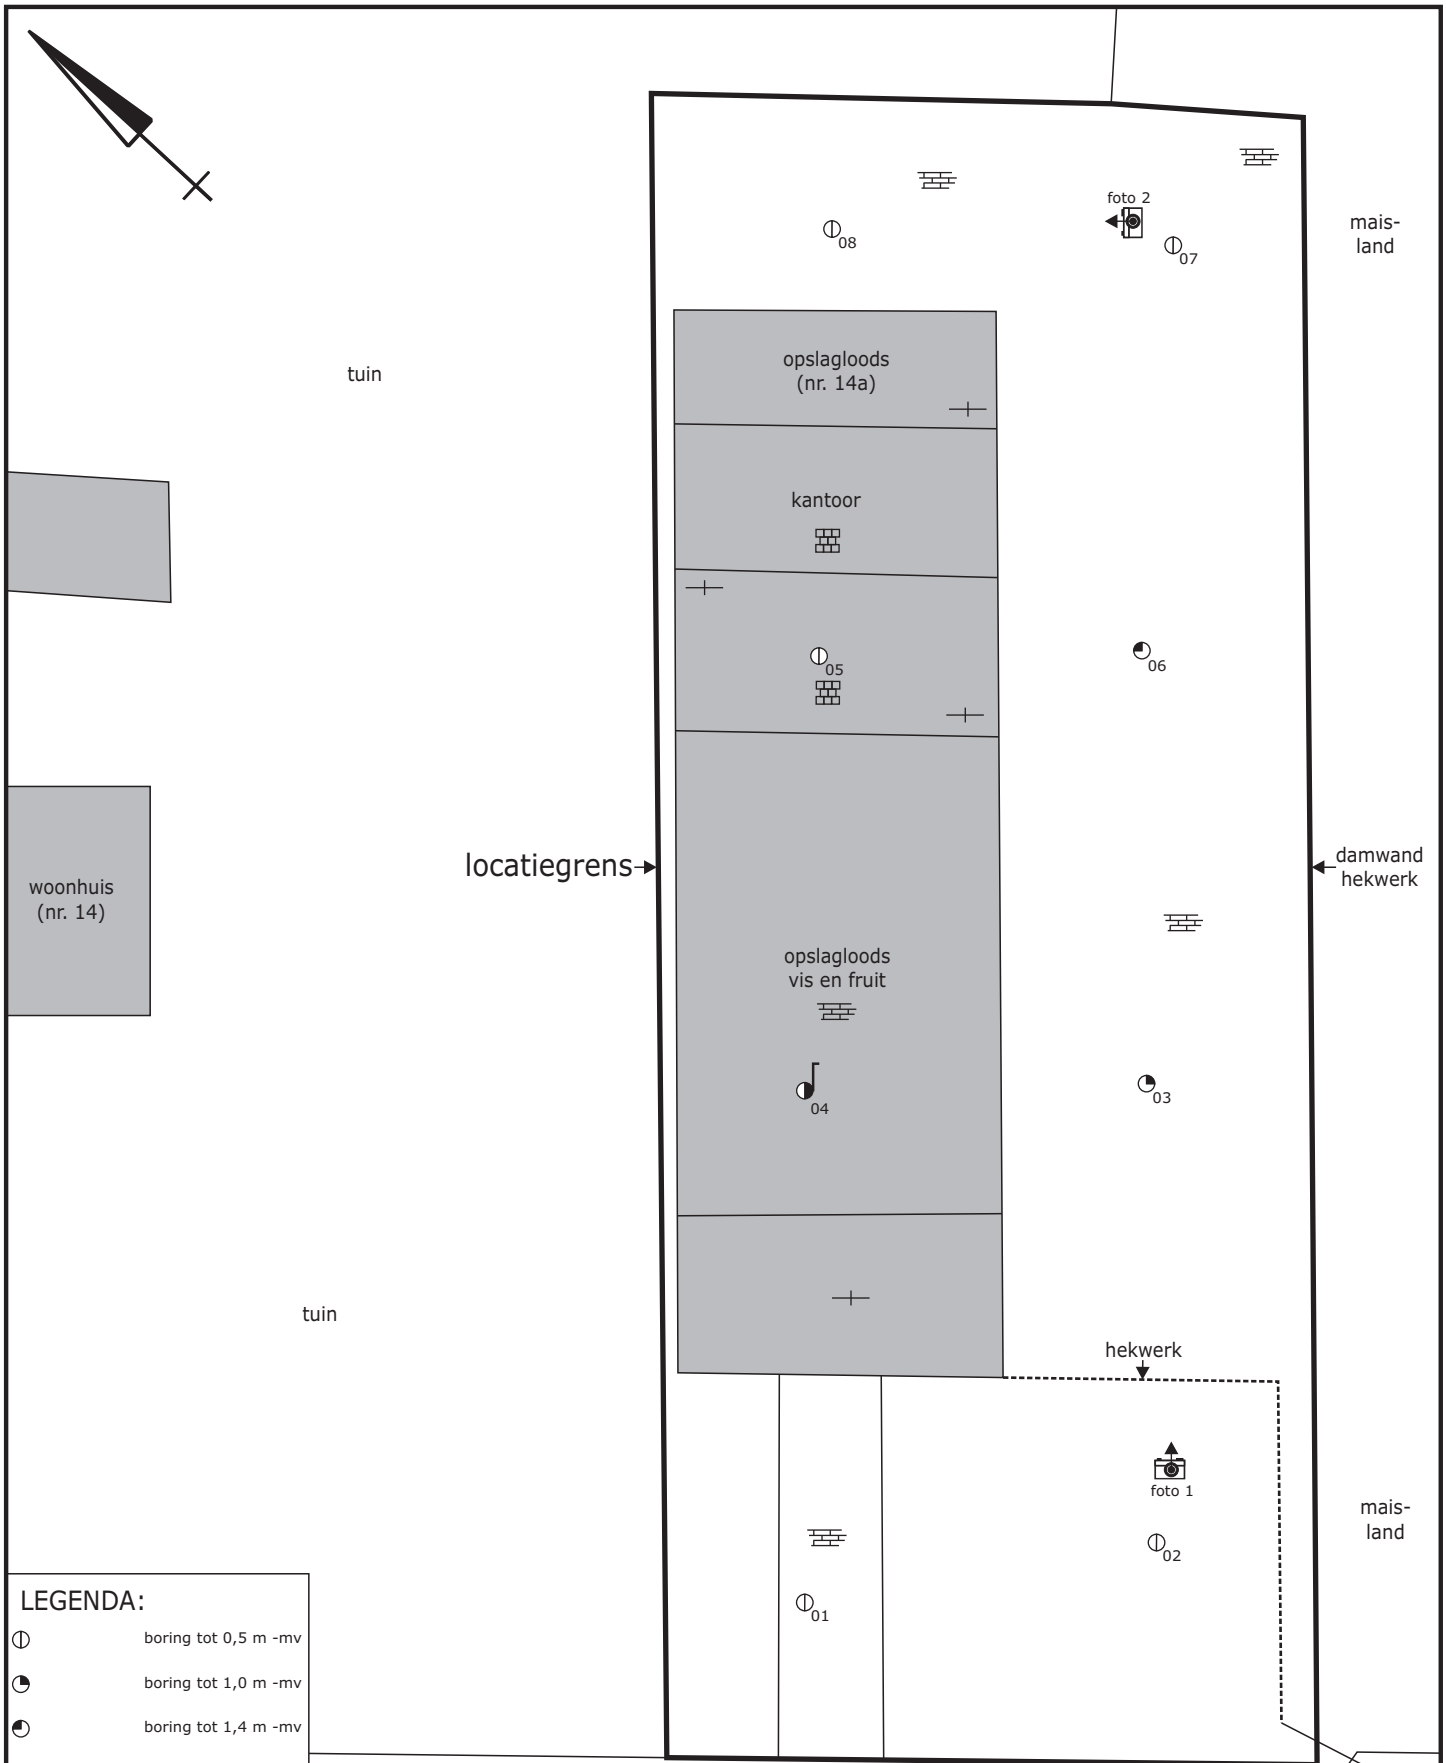 foto 2
mais-
land
08
07
opslagloods
(nr. 14a)
tuin
kantoor
05
06
locatiegrens
damwand
hekwerk
woonhuis
(nr. 14)
opslagloods
vis en fruit
04
03
tuin
hekwerk
foto 1
mais-
land
02
01
LEGENDA:
boring tot 0,5 m -mv
boring tot 1,0 m -mv
boring tot 1,4 m -mv